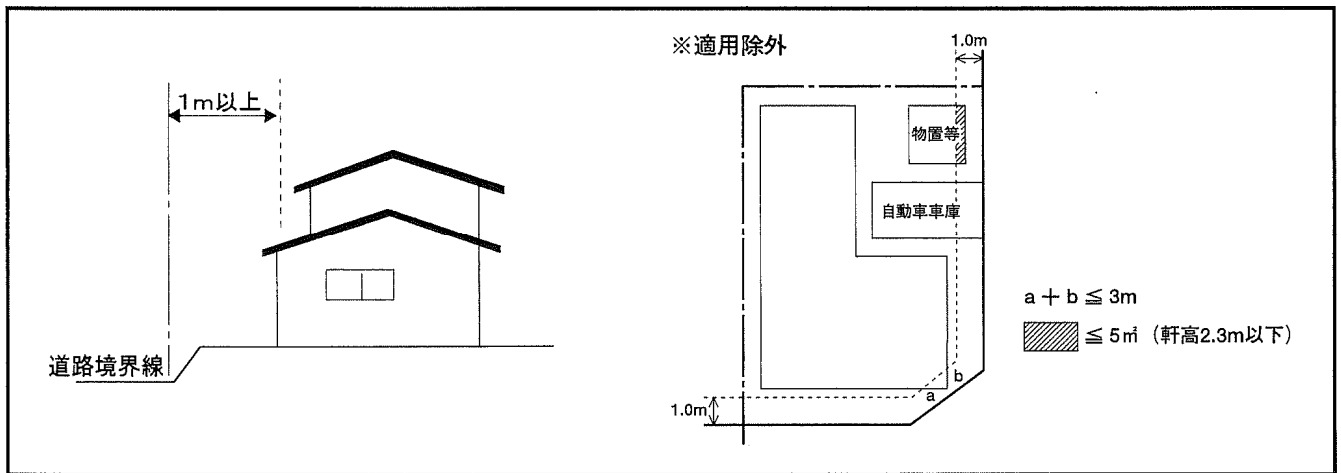 1m以上
道路境界線
※適用除外
1.0m
物置等
自動車車庫
a + b ≦ 3m
≦ 5㎡ (軒高2.3m以下)
b
a
1.0m